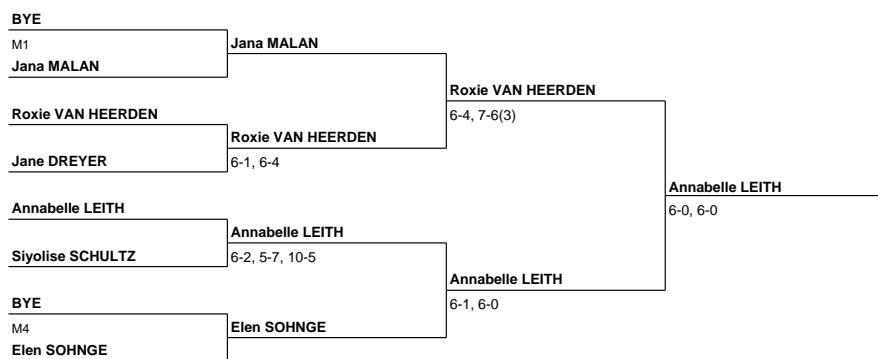 BYE
M1
Jana MALAN
Jana MALAN
Roxie VAN HEERDEN
6-4, 7-6(3)
Roxie VAN HEERDEN
Roxie VAN HEERDEN
6-1, 6-4
Jane DREYER
Annabelle LEITH
6-0, 6-0
Annabelle LEITH
Annabelle LEITH
6-2, 5-7, 10-5
Siyolise SCHULTZ
Annabelle LEITH
6-1, 6-0
BYE
M4
Elen SOHNGE
Elen SOHNGE